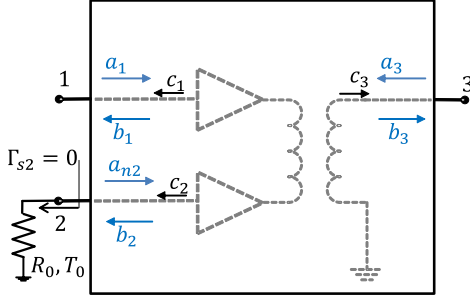 1
a₁
c₁
b₁
c₃
a₃
3
b₃
Γₛ₂ = 0
aₙ₂
c₂
2
b₂
R₀, T₀